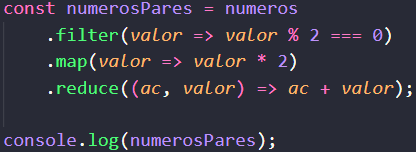 const numerosPares = numeros
.filter(valor => valor % 2 === 0)
.map(valor => valor * 2)
.reduce((ac, valor) => ac + valor);
console.log(numerosPares);